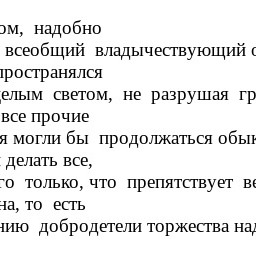 ом, надобно
всеобщий владычествующий о
пространялся
целым светом, не разрушая гр
все прочие
я могли бы продолжаться обык
делать все,
го только, что препятствует ве
на, то есть
нию добродетели торжества над